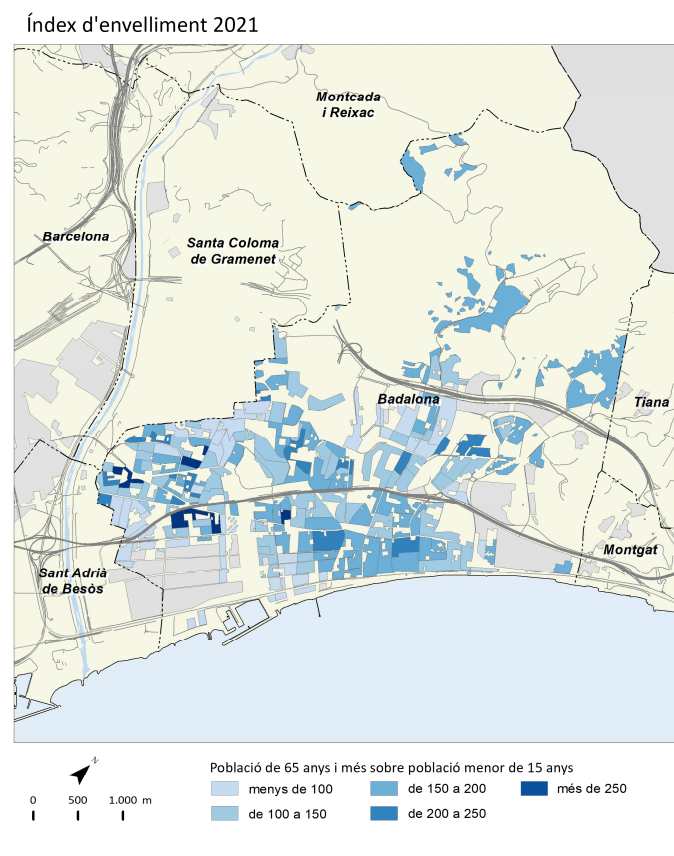 Índex d'envelliment 2021
Montcada
i Reixac
Barcelona
Santa Coloma
de Gramenet
Badalona
Tiana
Montgat
Sant Adrià
de Besòs
N
0 500 1.000 m
Població de 65 anys i més sobre població menor de 15 anys
menys de 100
de 150 a 200
més de 250
de 100 a 150
de 200 a 250